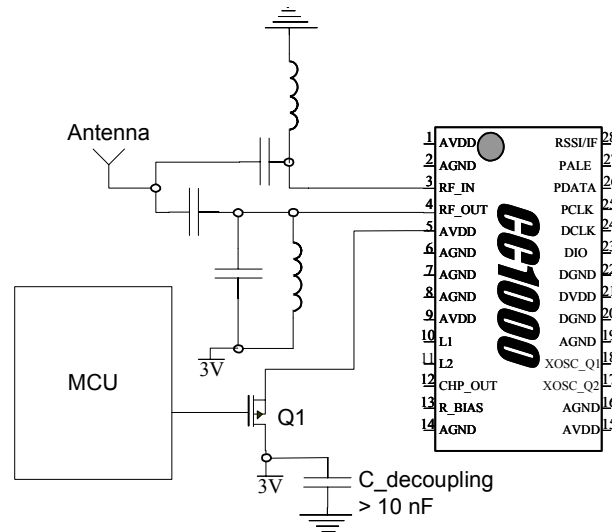 Antenna
1 AVDD RSSI/IF 28
2 AGND PALE 27
3 RF_IN PDATA 26
4 RF_OUT PCLK 25
5 AVDD DCLK 24
6 AGND DIO 23
7 AGND DGND 22
8 AGND DVDD 21
9 AVDD DGND 20
10 L1 AGND 19
11 L2 XOSC_Q1 18
12 CHP_OUT XOSC_Q2 17
13 R_BIAS AGND 16
14 AGND AVDD 15
CC1000
3V
MCU
Q1
3V
C_decoupling
> 10 nF